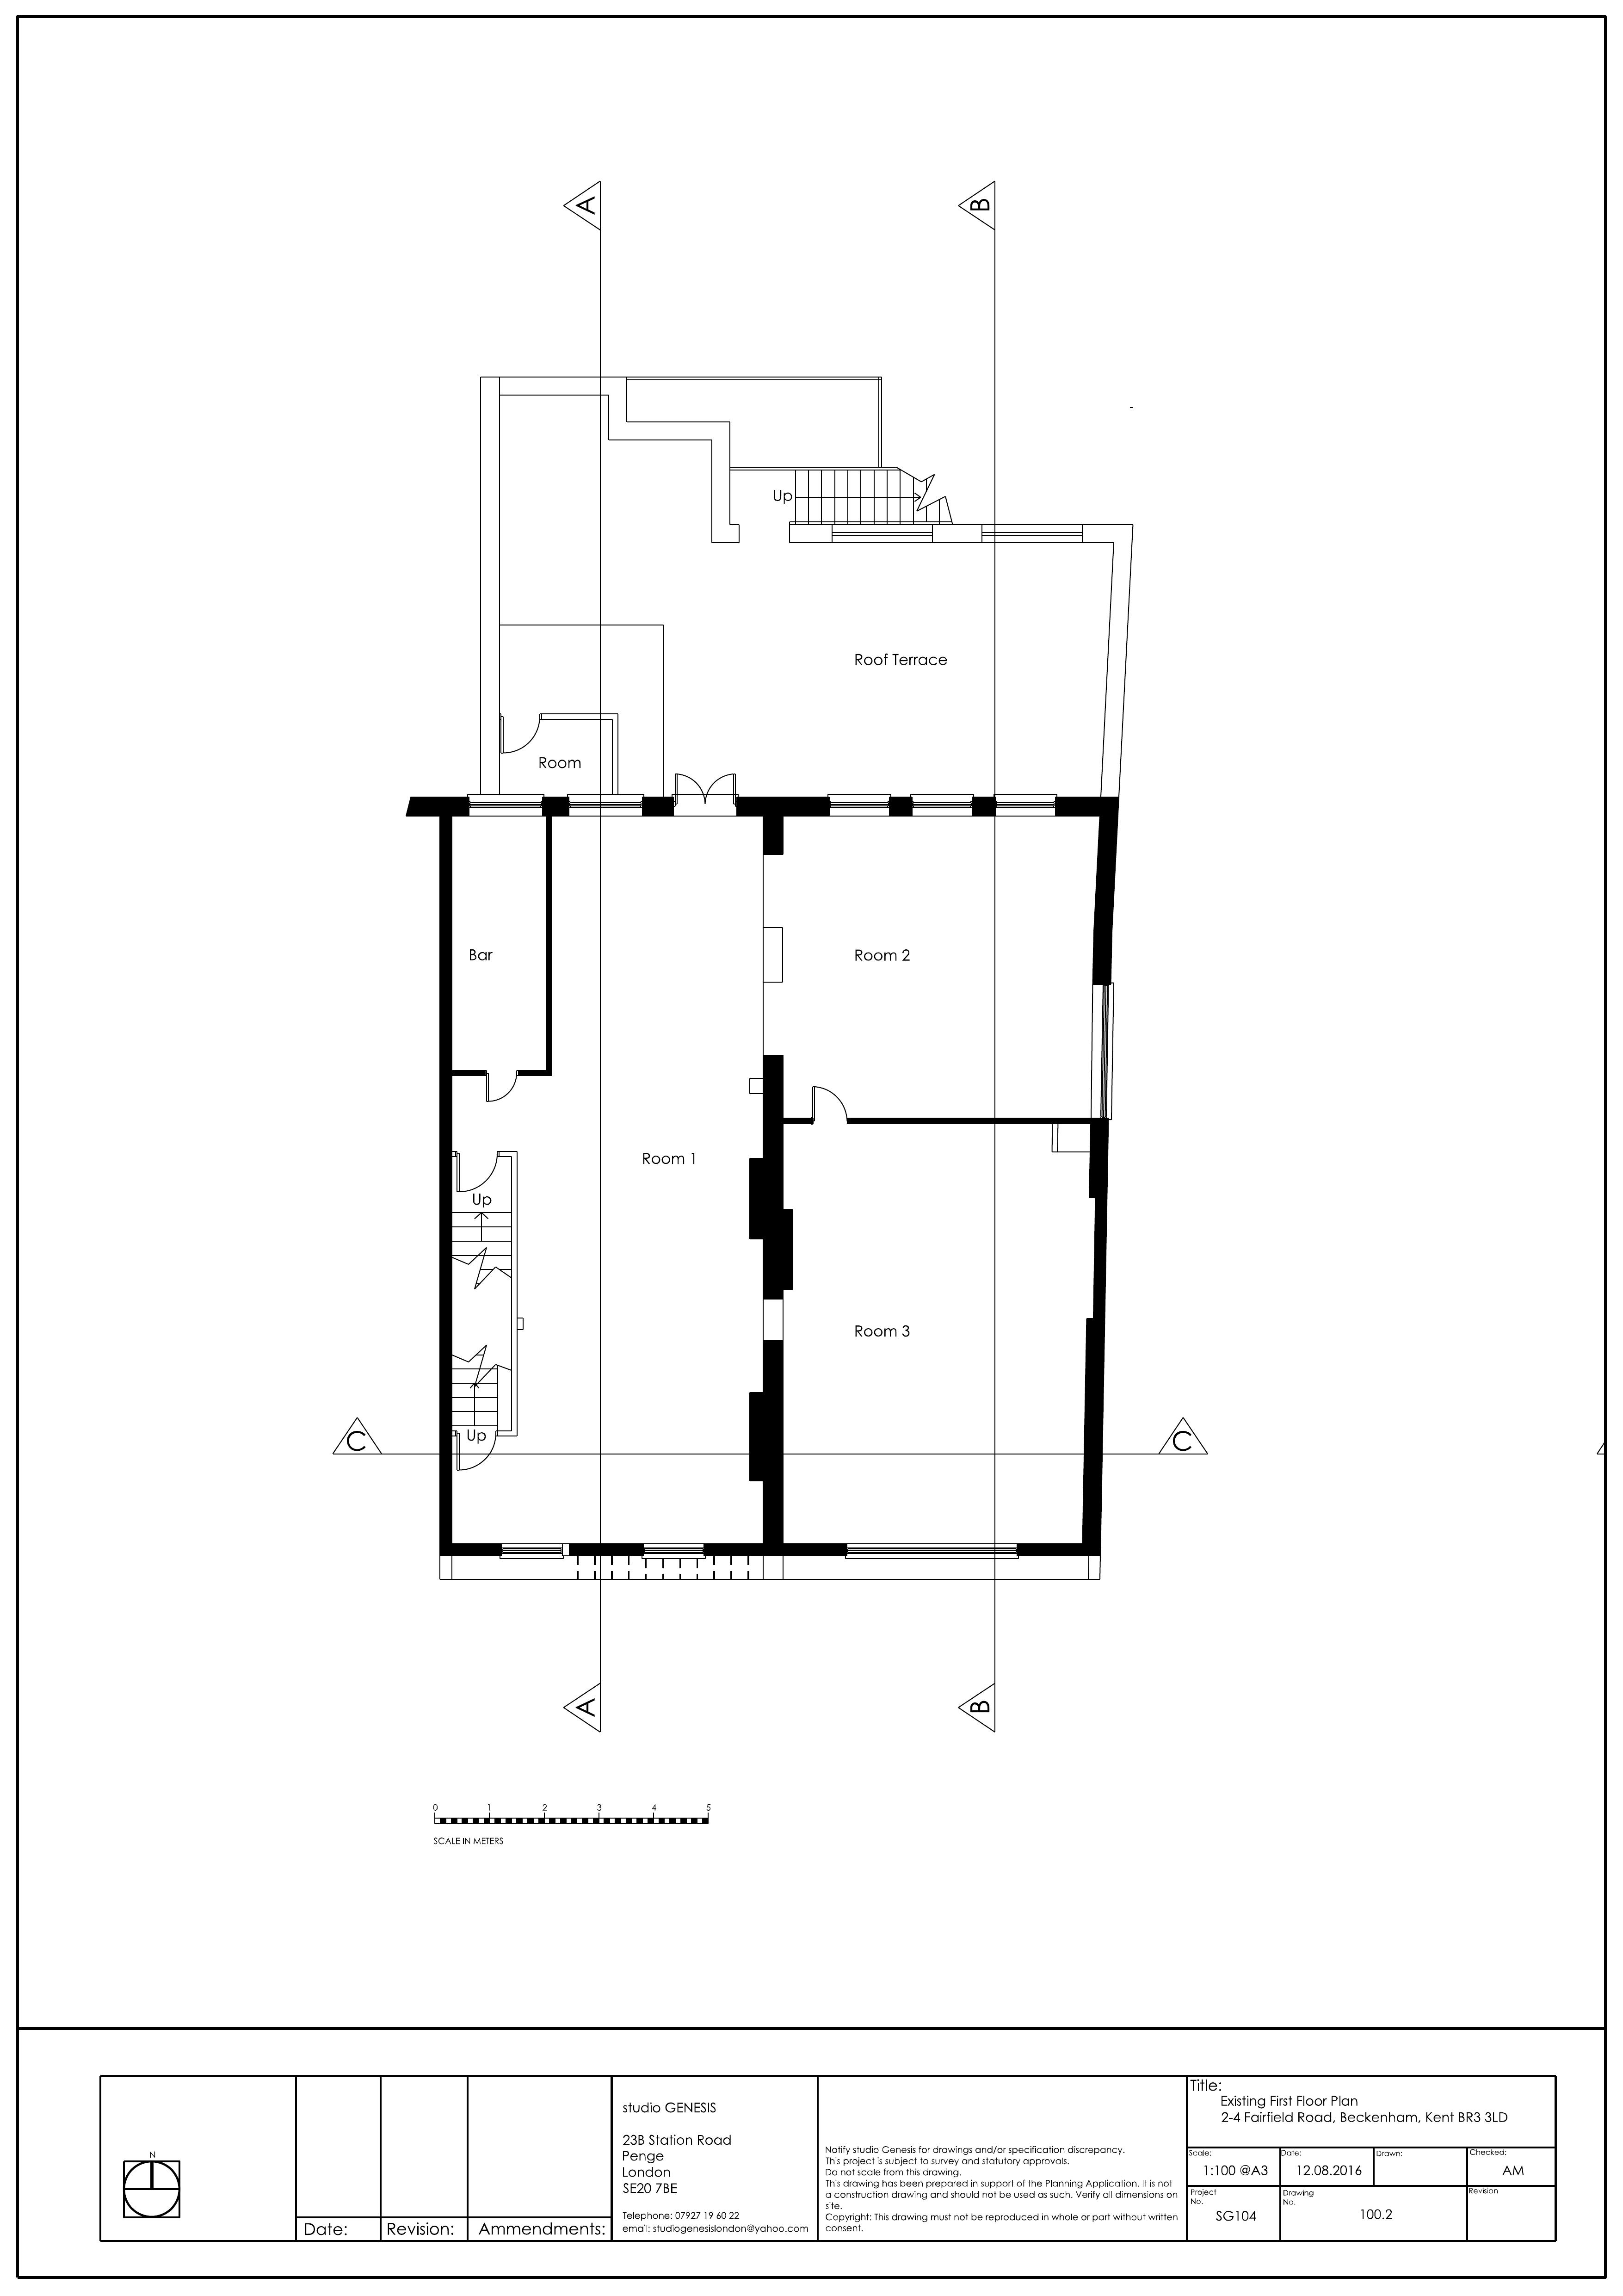 A
B
Up
Roof Terrace
Room
Bar
Room 2
Room 1
Up
Room 3
Up
C
C
A
B
0 1 2 3 4 5
SCALE IN METERS
N
Date:
Revision:
Ammendments:
studio GENESIS
23B Station Road
Penge
London
SE20 7BE
Telephone: 07927 19 60 22
email: studiogenesislondon@yahoo.com
Notify studio Genesis for drawings and/or specification discrepancy.
This project is subject to survey and statutory approvals.
Do not scale from this drawing.
This drawing has been prepared in support of the Planning Application. It is not
a construction drawing and should not be used as such. Verify all dimensions on
site.
Copyright: This drawing must not be reproduced in whole or part without written
consent.
Title:
Existing First Floor Plan
2-4 Fairfield Road, Beckenham, Kent BR3 3LD
Scale:
1:100 @A3
Date:
12.08.2016
Drawn:
Checked:
AM
Project
No.
SG104
Drawing
No.
100.2
Revision